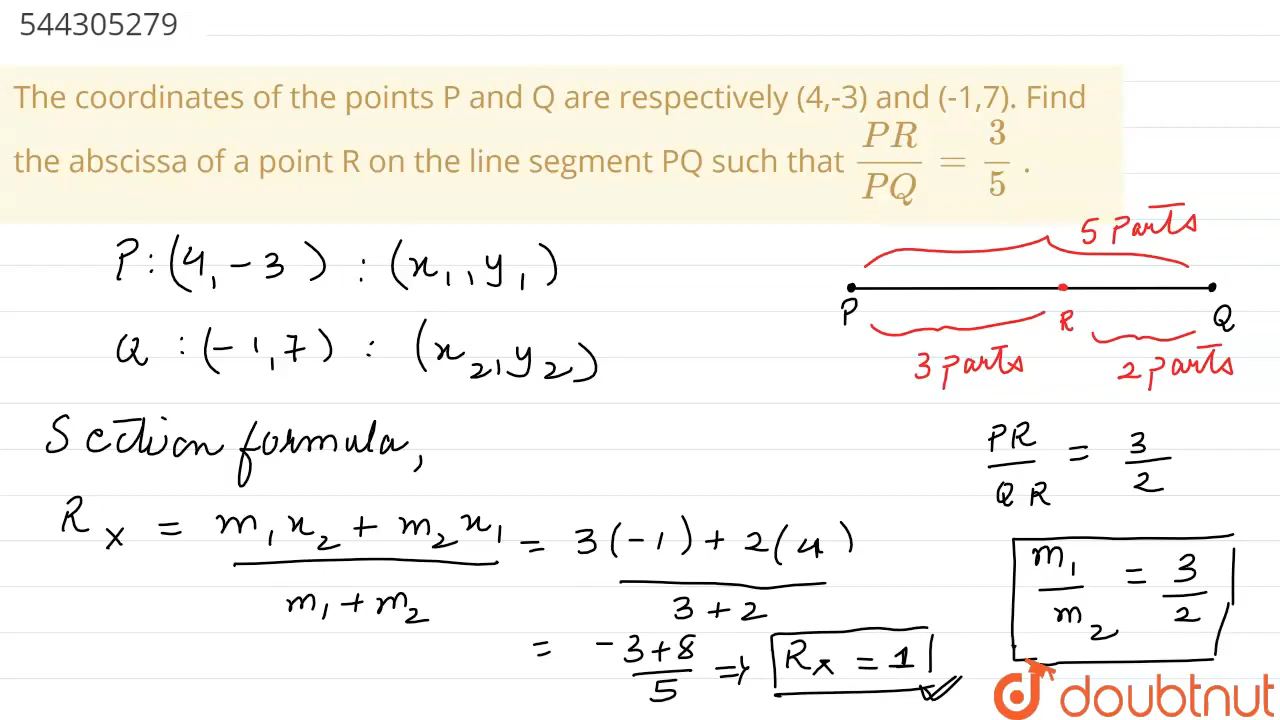 544305279
The coordinates of the points P and Q are respectively (4,-3) and (-1,7). Find
the abscissa of a point R on the line segment PQ such that PR/PQ = 3/5 .
5 Parts
P:(4,-3) : (x₁,y₁)
P R Q
Q : (-1,7) : (x₂,y₂)
3 parts 2 parts
Section formula,
PR/QR = 3/2
Rx = m₁x₂ + m₂x₁/m₁+m₂ = 3(-1)+2(4)/3+2
m₁/m₂ = 3/2
= -3+8/5 ⇒ Rx = 1
doubtnut